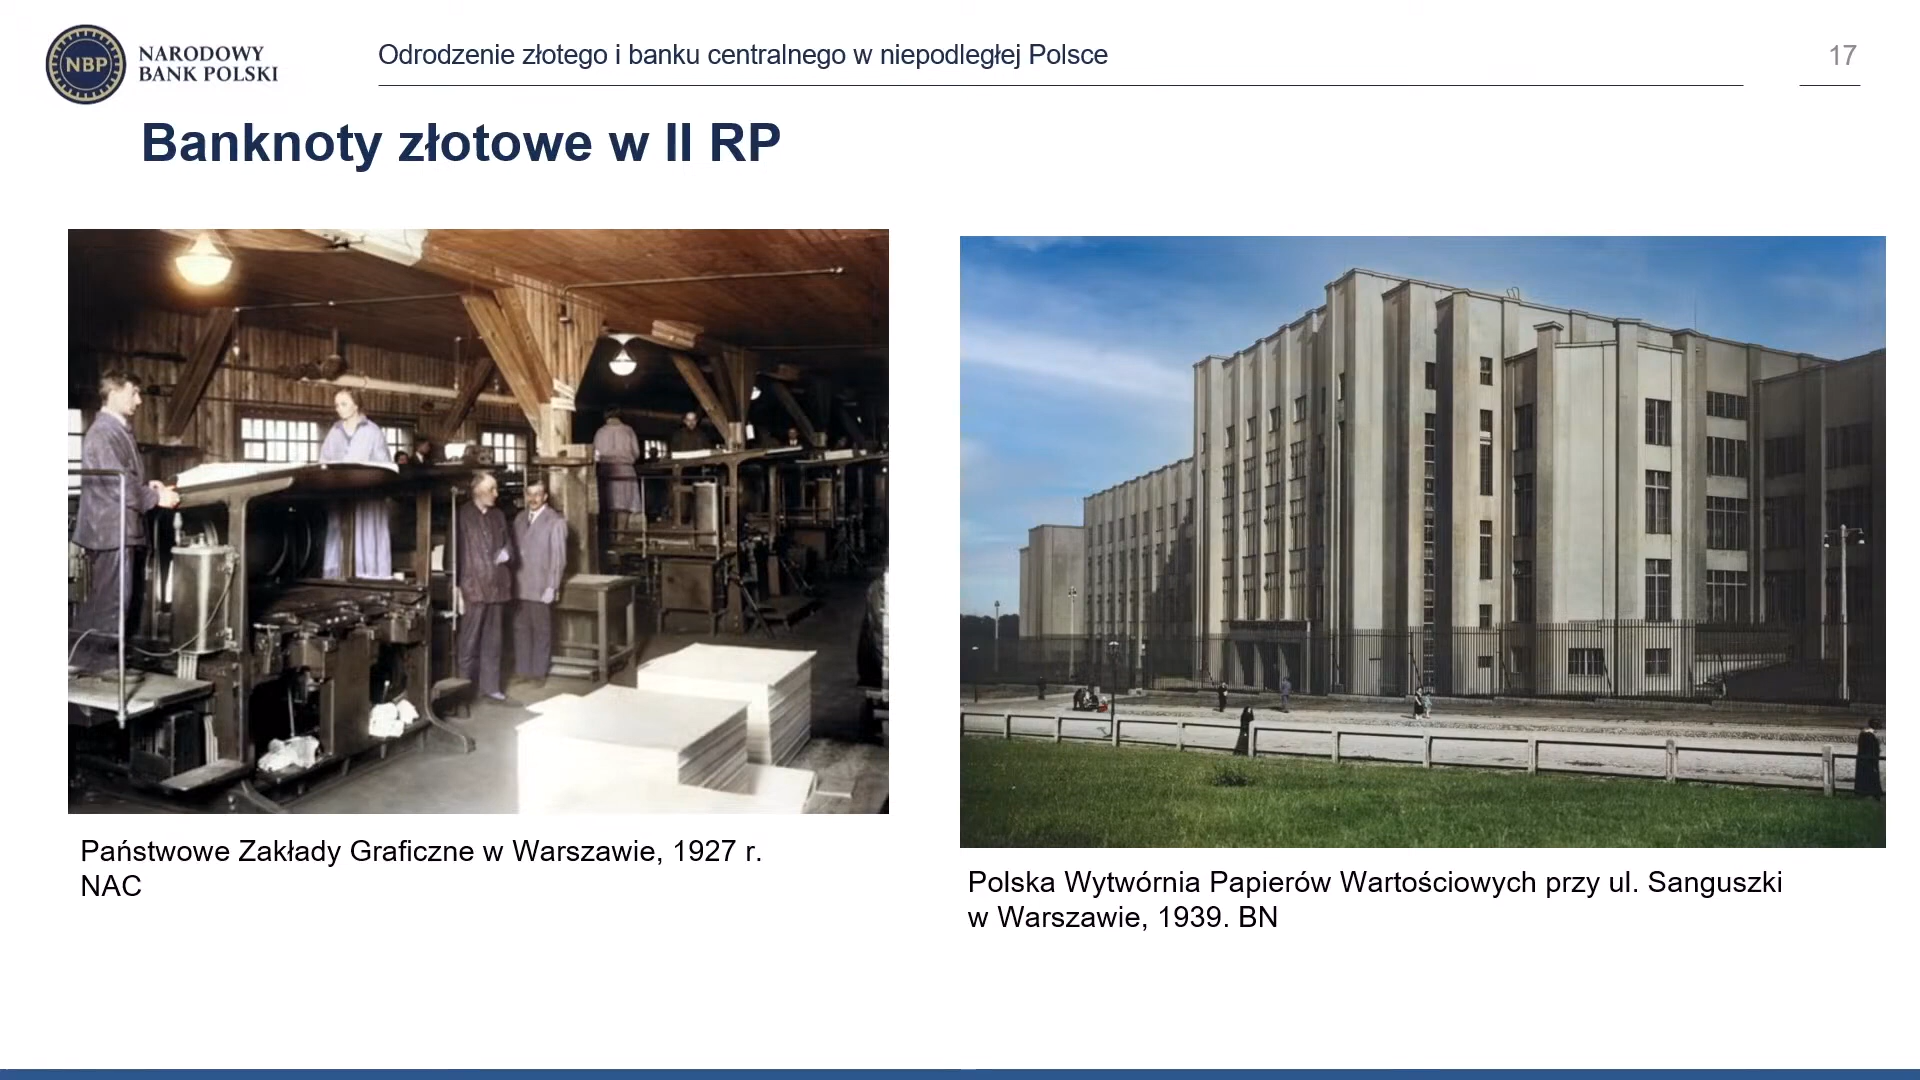 NBP
NARODOWY
BANK POLSKI
Odrodzenie złotego i banku centralnego w niepodległej Polsce
17
Banknoty złotowe w II RP
Państwowe Zakłady Graficzne w Warszawie, 1927 r.
NAC
Polska Wytwórnia Papierów Wartościowych przy ul. Sanguszki
w Warszawie, 1939. BN